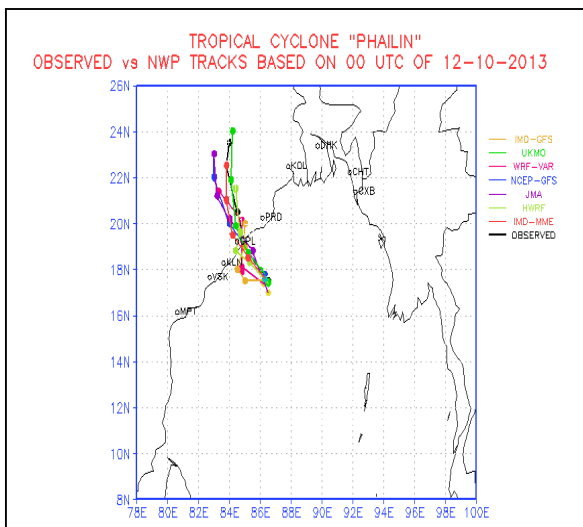 TROPICAL CYCLONE "PHAILIN"
OBSERVED vs NWP TRACKS BASED ON 00 UTC OF 12-10-2013
26N
24N
22N
20N
18N
16N
14N
12N
10N
8N
78E 80E 82E 84E 86E 88E 90E 92E 94E 96E 98E 100E
DHK
KOL
CHT
CXB
PRD
GPL
KLN
VSK
MPT
IMD-GFS
UKMO
WRF-VAR
NCEP-GFS
JMA
HWRF
IMD-MME
OBSERVED